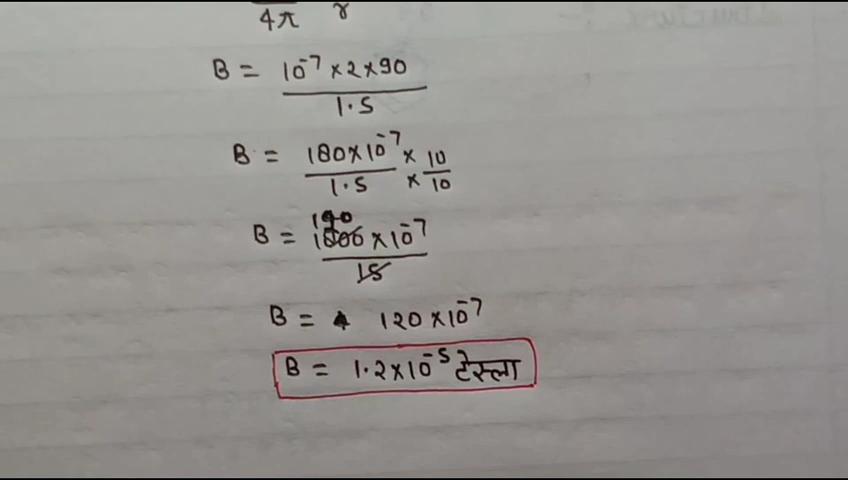 4π r
B = 10⁻⁷ × 2 × 90
1.5
B = 180 × 10⁻⁷ × 10
1.5 × 10
120
B = 1800 × 10⁻⁷
15
B = 120 × 10⁻⁷
B = 1.2 × 10⁻⁵ टेस्ला